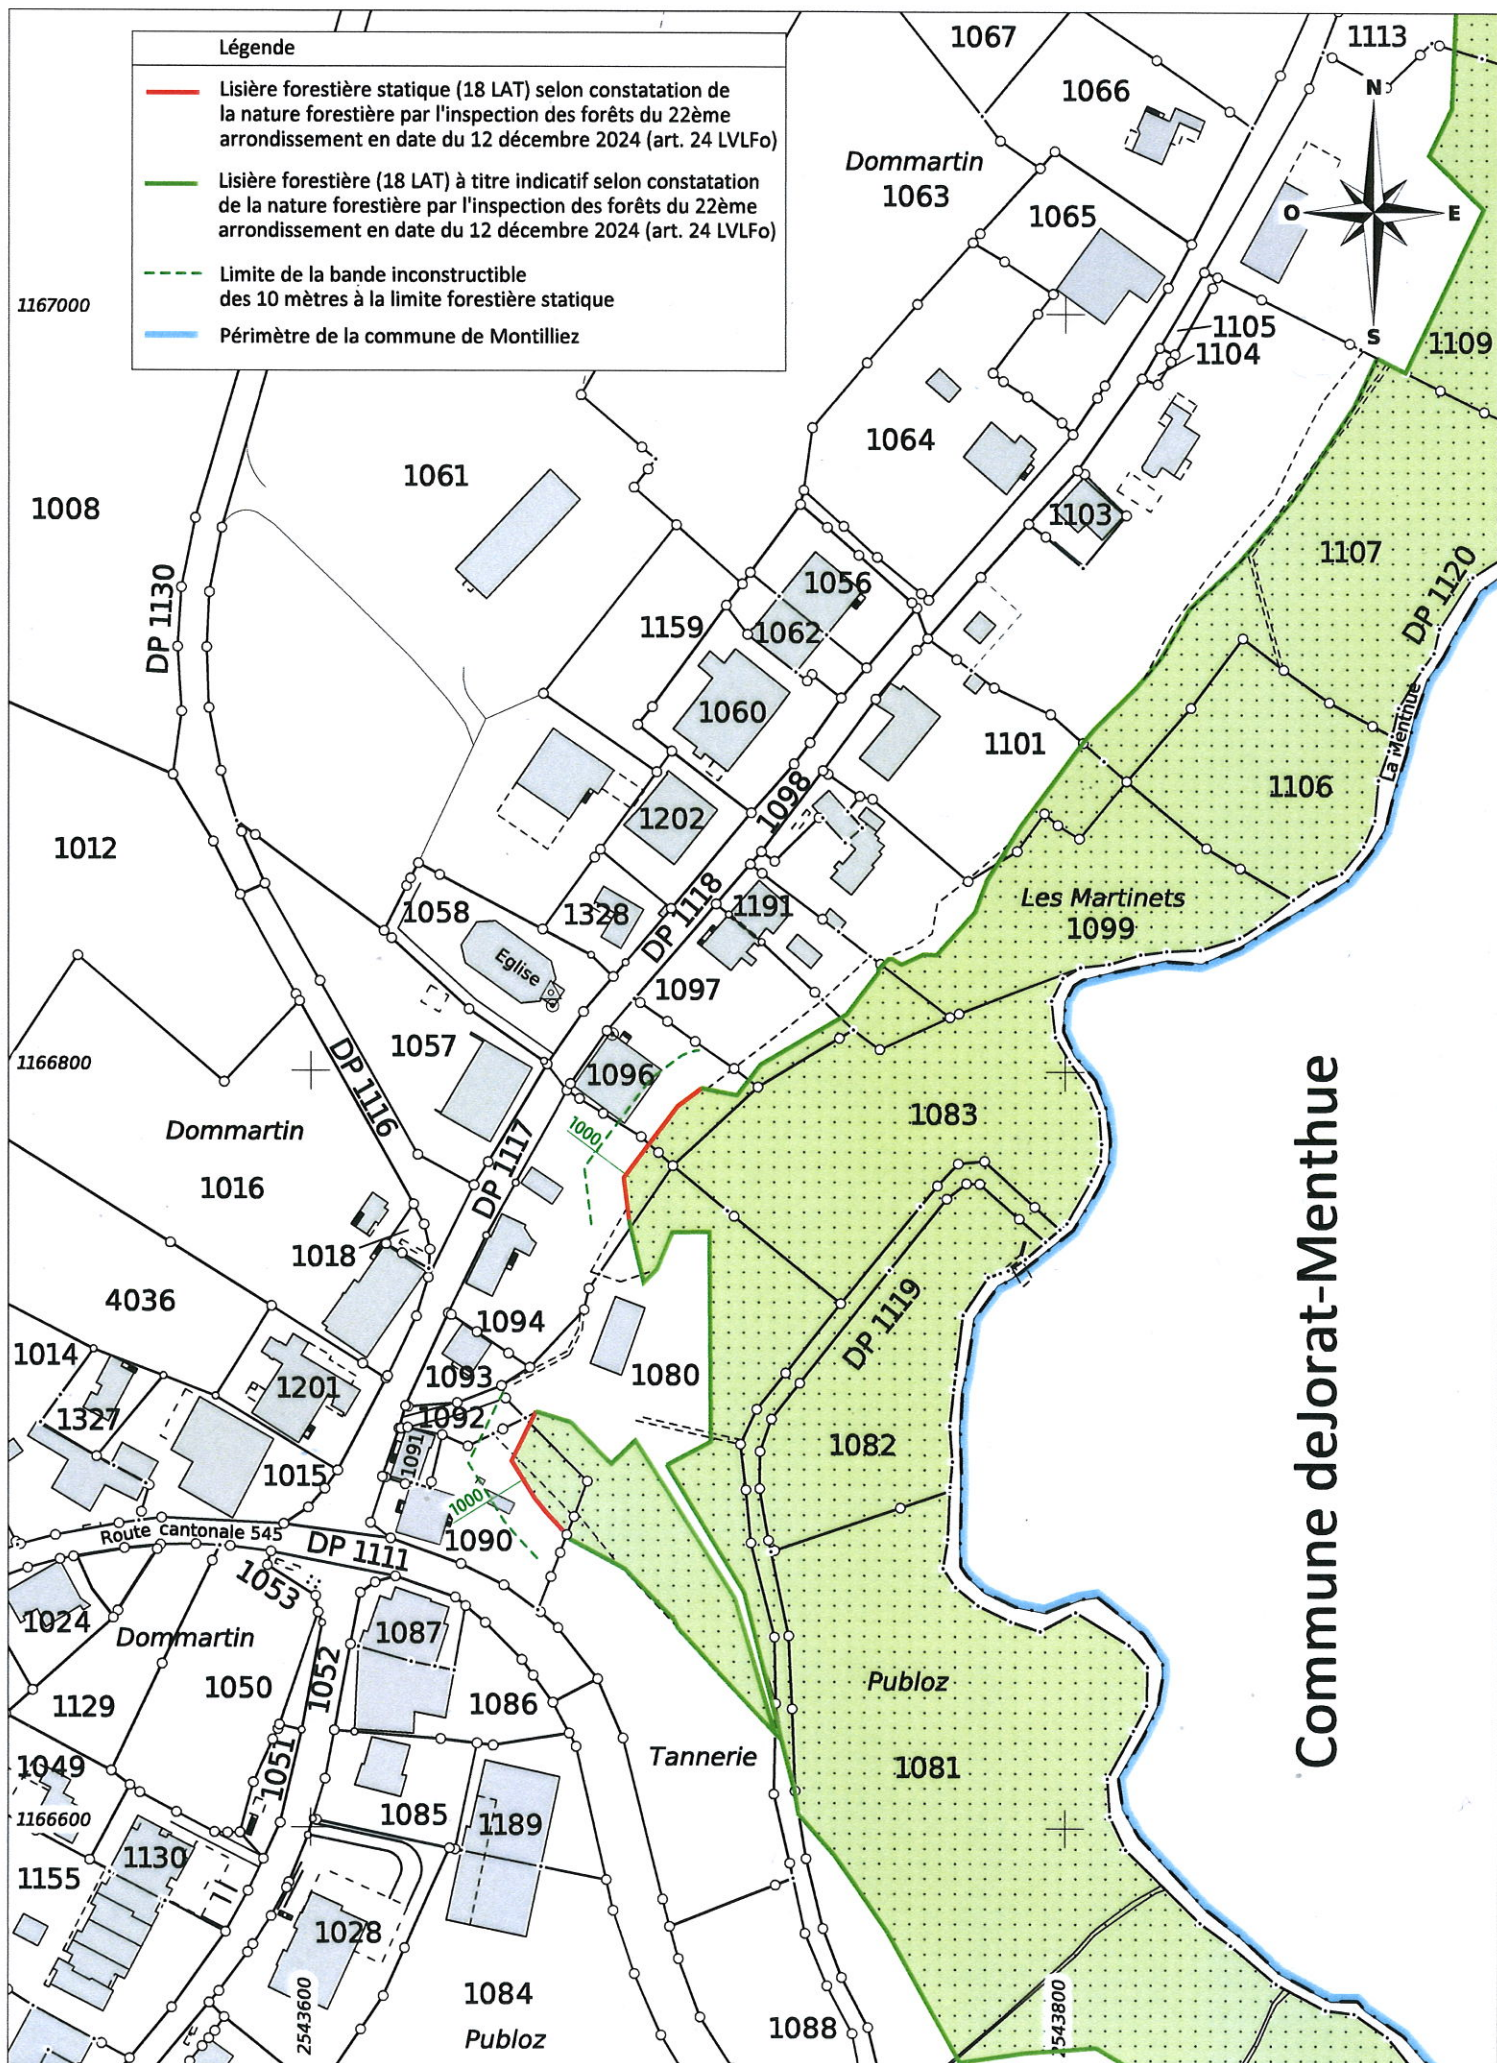 Légende
Lisière forestière statique (18 LAT) selon constatation de
la nature forestière par l'inspection des forêts du 22ème
arrondissement en date du 12 décembre 2024 (art. 24 LVLFo)
Lisière forestière (18 LAT) à titre indicatif selon constatation
de la nature forestière par l'inspection des forêts du 22ème
arrondissement en date du 12 décembre 2024 (art. 24 LVLFo)
Limite de la bande inconstructible
des 10 mètres à la limite forestière statique
Périmètre de la commune de Montilliez
1067
1113
N
1066
Dommartin
1063
1065
O
E
1167000
1105
S
1109
1104
1064
1061
1008
1103
1107
DP 1120
1056
DP 1130
1159
1062
1060
1101
La Menthue
1106
1098
1202
1012
Les Martinets
1058
1328
1191
1099
DP 1118
Eglise
1097
1057
1166800
DP 1116
1096
1083
Dommartin
1000
DP 1117
1016
1018
4036
1094
DP 1119
1014
1093
1080
1201
1327
1092
1082
1091
1015
1000
Route cantonale 545
1090
DP 1111
1053
1024
Dommartin
1087
1050
1052
Publoz
1129
1086
Tannerie
1049
1051
1081
1166600
1085
1189
1130
1155
1028
1084
2543600
2543800
1088
Publoz
Commune deJorat-Menthue